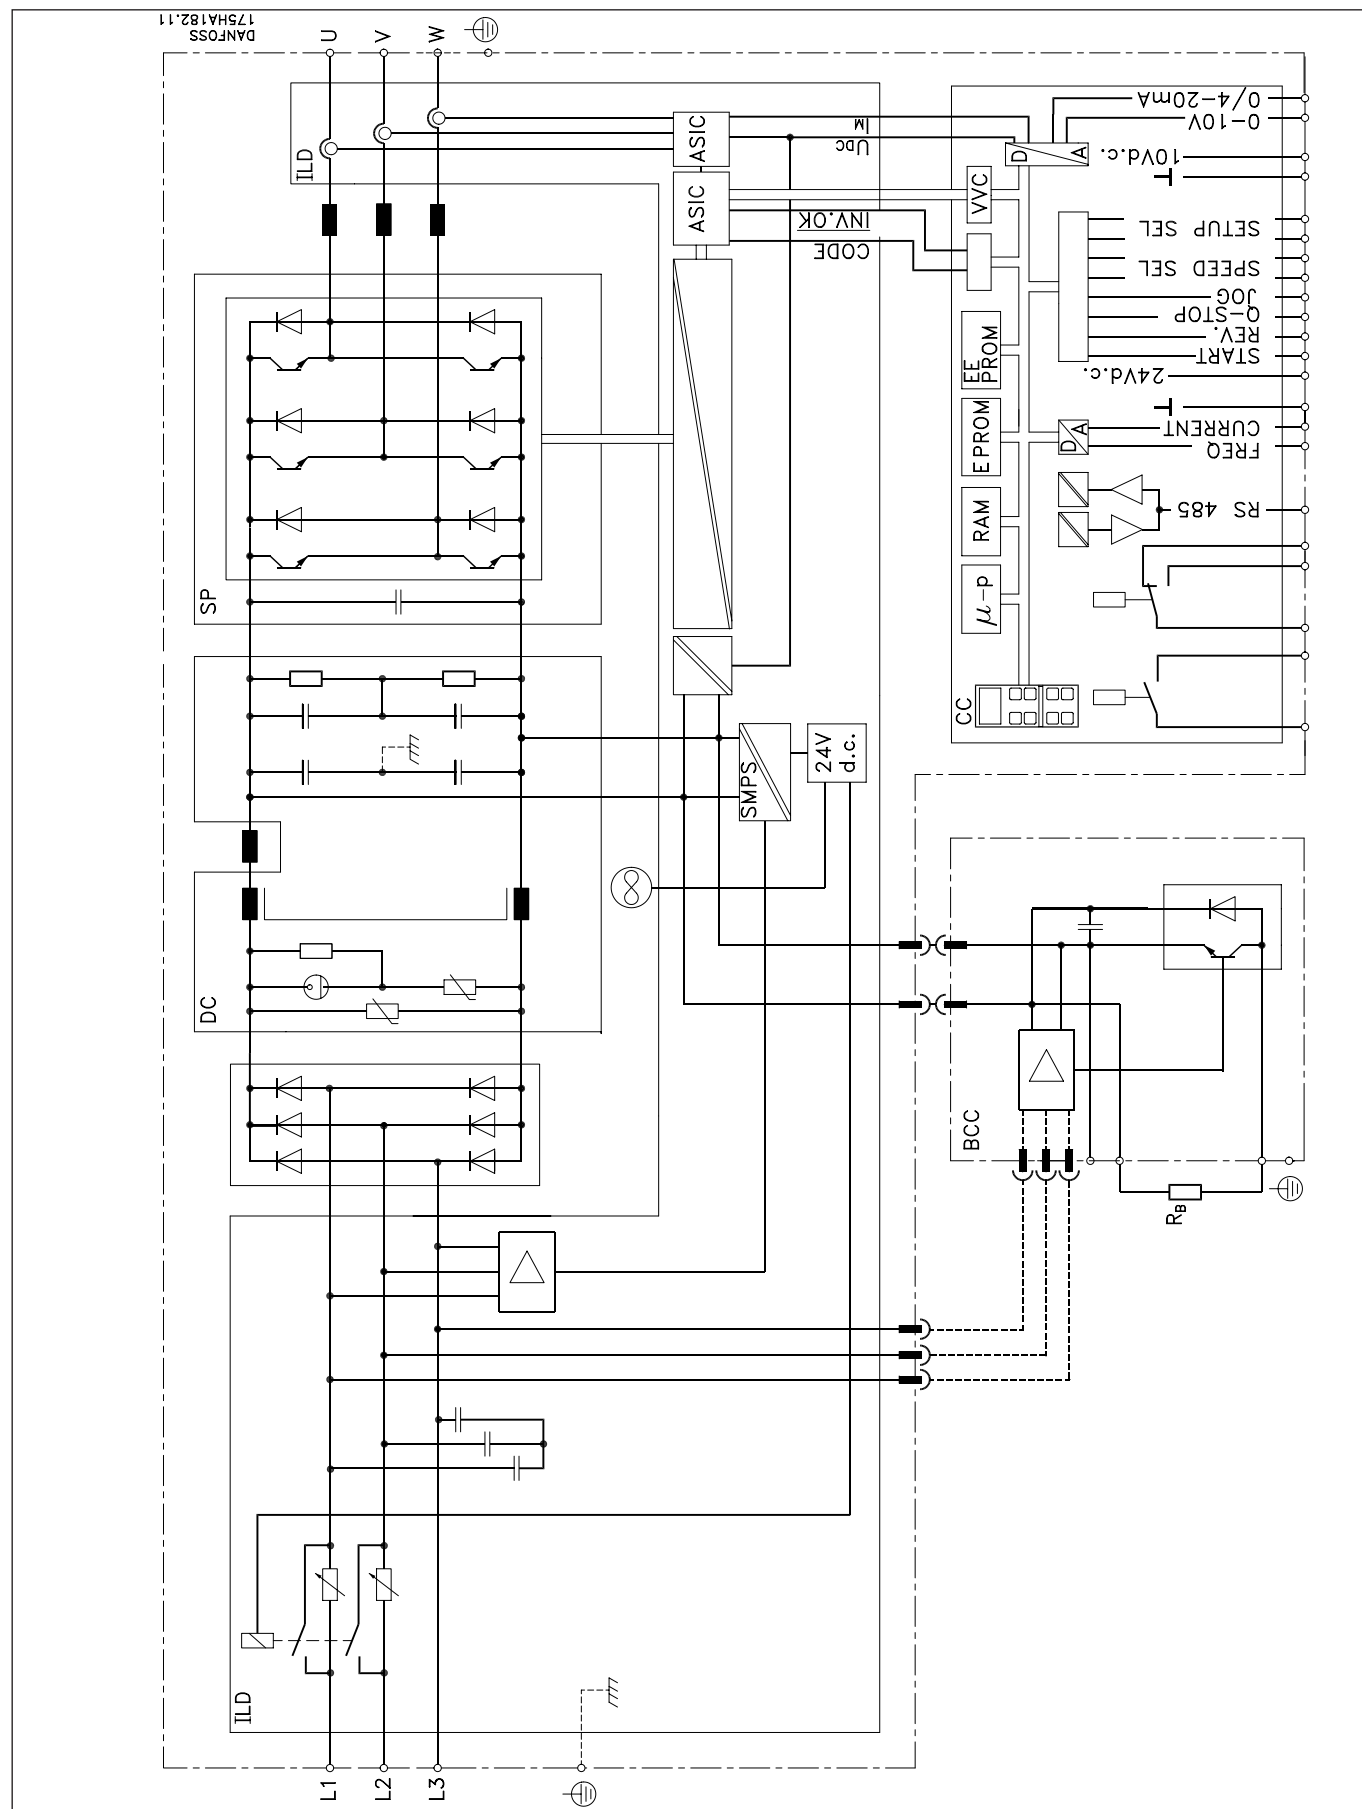 DANFOSS
175HA182.11
U
V
W
ILD
ASIC
ASIC
IM
UDC
INV.OK
CODE
D
A
VVC
0/4-20mA
0-10V
10Vd.c.
SETUP SEL
SPEED SEL
JOG
Q-STOP
REV.
START
24Vd.c.
CURRENT
FREQ
RS 485
EE
PROM
EPROM
D
A
RAM
μ-p
CC
SP
SMPS
24V
d.c.
DC
BCC
RB
ILD
L1
L2
L3